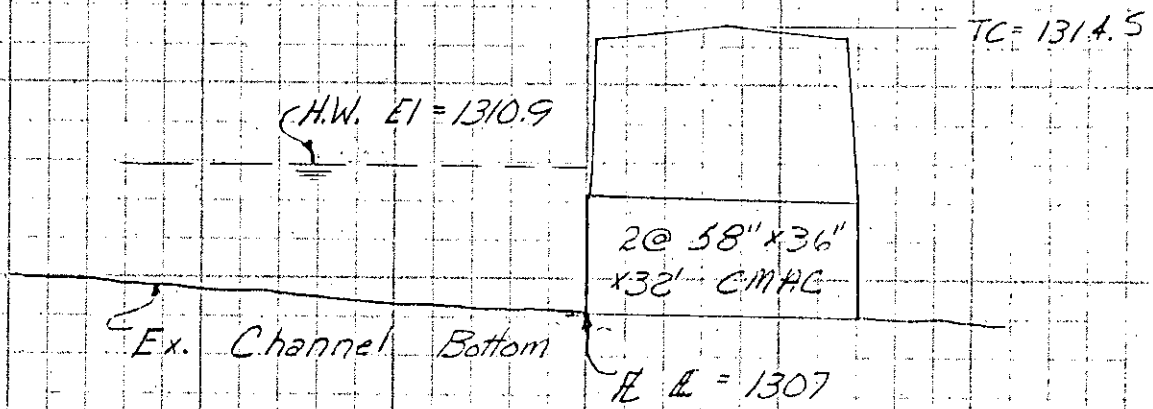 TC= 1314.5
H.W. El = 1310.9
2@ 58"x36"
x32' CMAC
Ex. Channel Bottom
= 1307